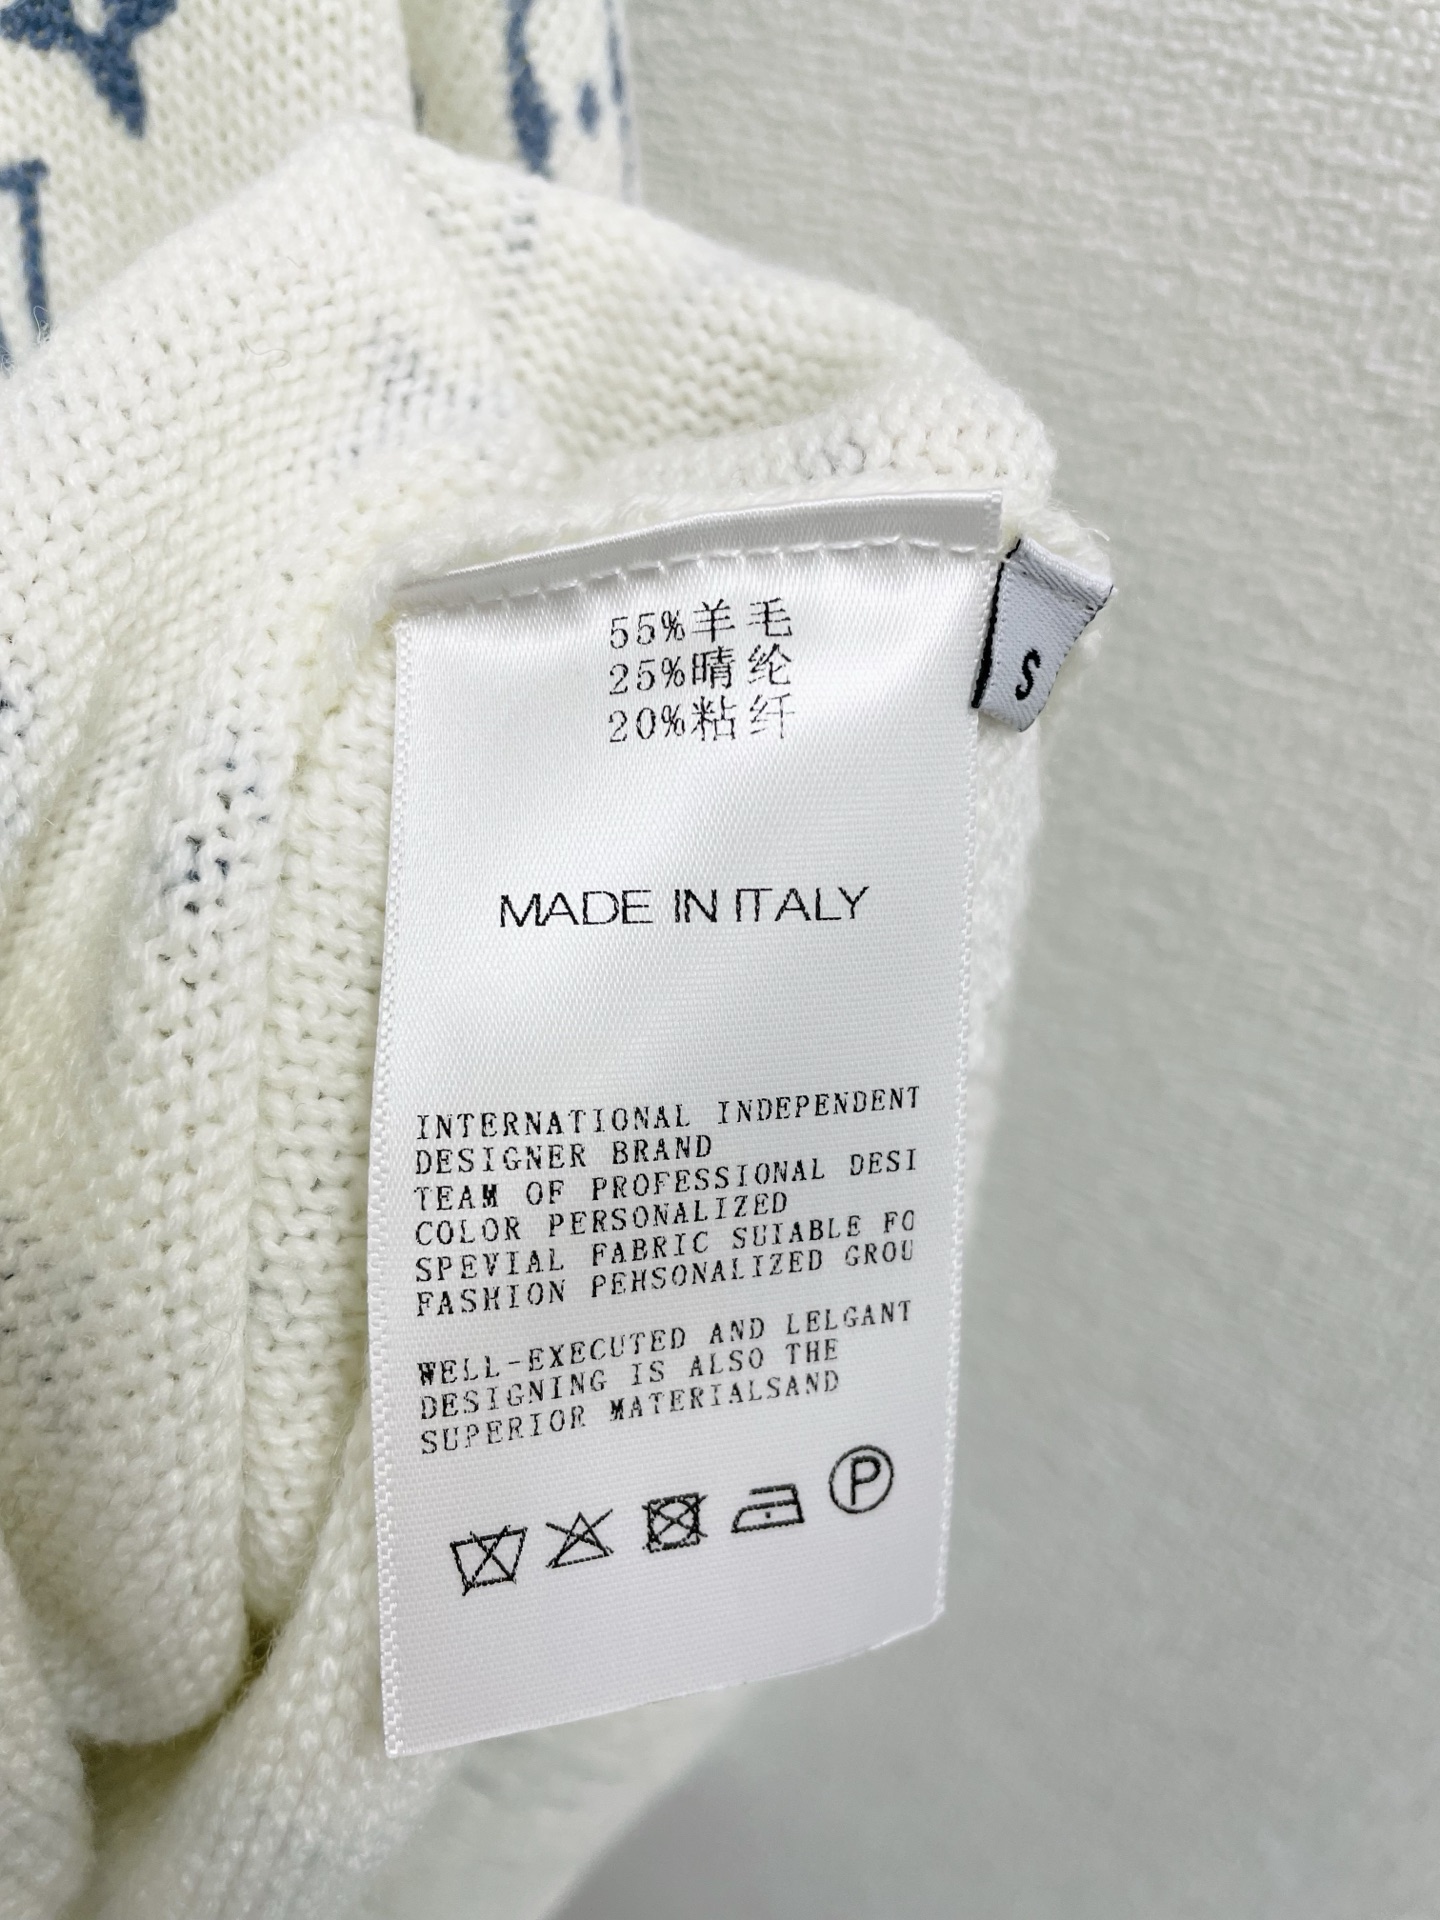 55%羊毛
25%晴纶
20%粘纤
S
MADE IN ITALY
INTERNATIONAL INDEPENDENT
DESIGNER BRAND
TEAM OF PROFESSIONAL DESI
COLOR PERSONALIZED
SPEVIAL FABRIC SUIABLE FO
FASHION PEHSONALIZED GROU
WELL-EXECUTED AND LELGANT
DESIGNING IS ALSO THE
SUPERIOR MATERIALSAND
P